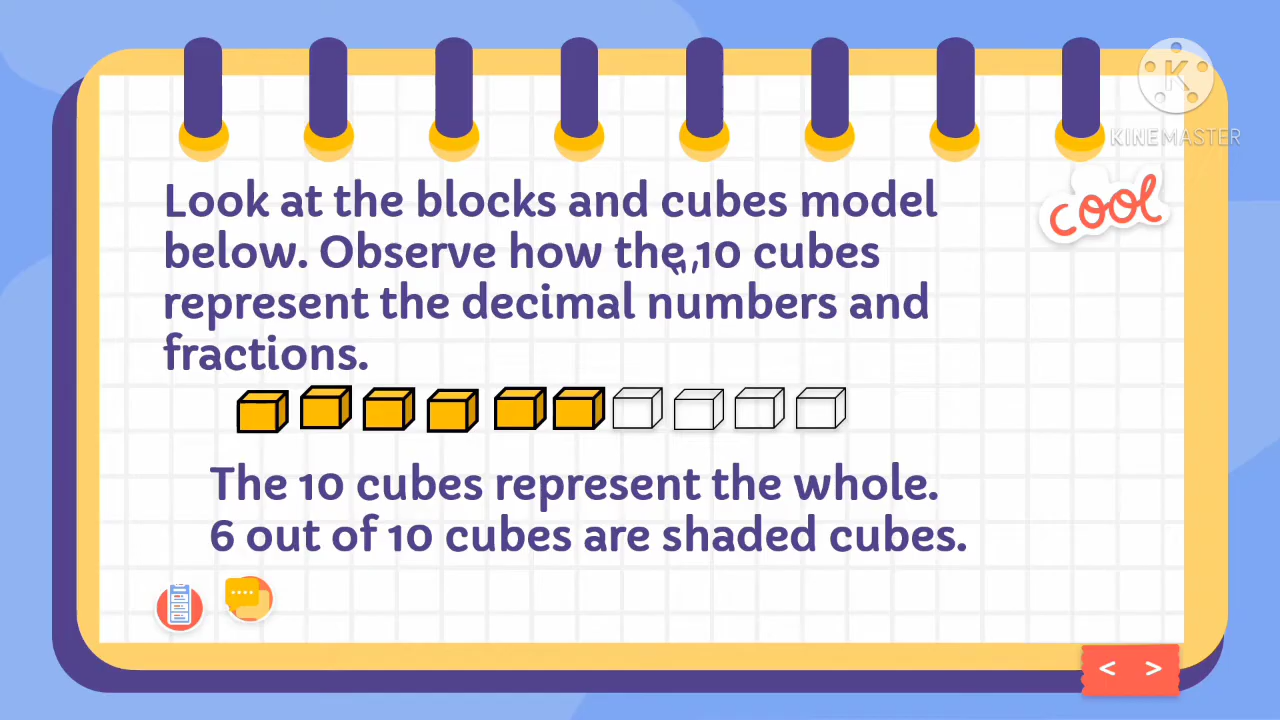 K
KINEMASTER
cool
Look at the blocks and cubes model
below. Observe how the 10 cubes
represent the decimal numbers and
fractions.
The 10 cubes represent the whole.
6 out of 10 cubes are shaded cubes.
< >